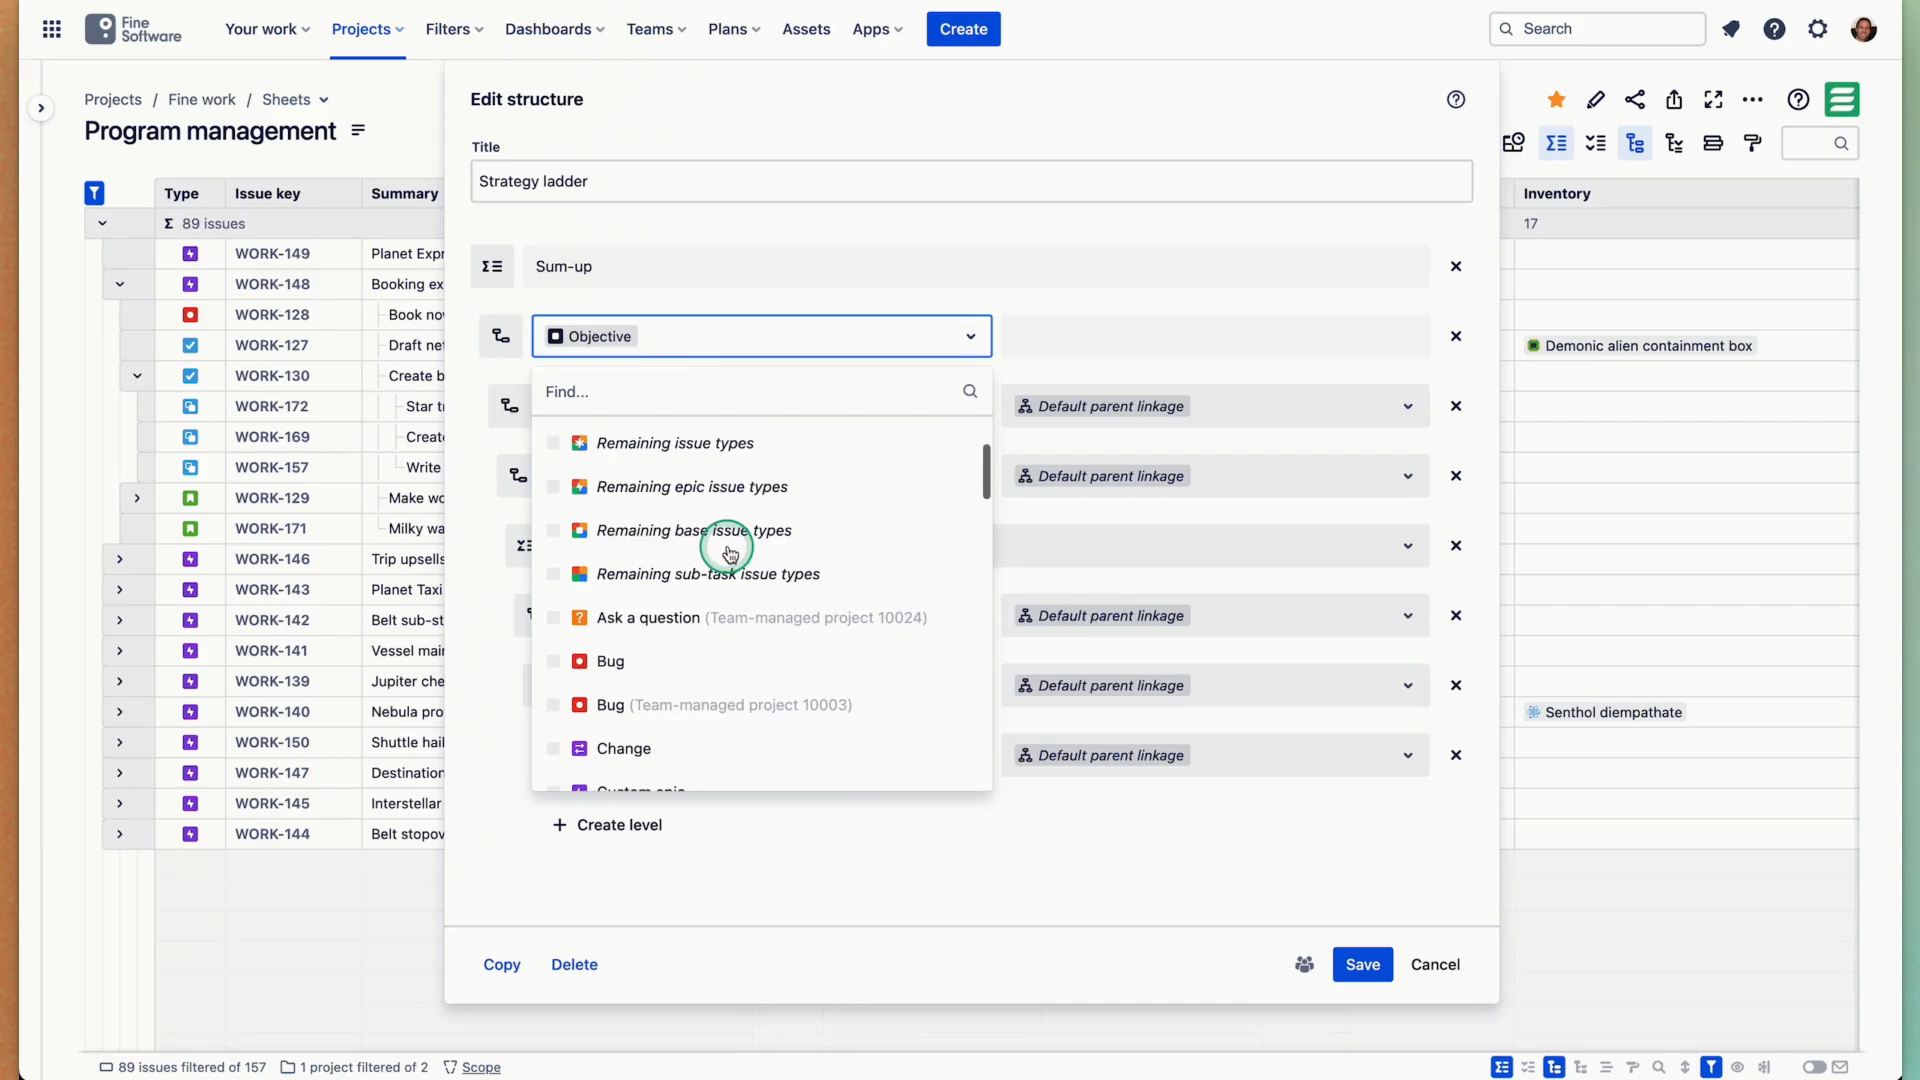 Fine Software
Your work
Projects
Filters
Dashboards
Teams
Plans
Assets
Apps
Create
Search
Projects / Fine work / Sheets
Program management
Type Issue key Summary
Σ 89 issues
WORK-149 Planet Expr
WORK-148 Booking ex
WORK-128 Book no
WORK-127 Draft net
WORK-130 Create b
WORK-172 Star t
WORK-169 Create
WORK-157 Write
WORK-129 Make wo
WORK-171 Milky wa
WORK-146 Trip upsells
WORK-143 Planet Taxi
WORK-142 Belt sub-st
WORK-141 Vessel mai
WORK-139 Jupiter che
WORK-140 Nebula pro
WORK-150 Shuttle hail
WORK-147 Destination
WORK-145 Interstellar
WORK-144 Belt stopov
Edit structure
Title
Strategy ladder
Sum-up
Objective
Find...
Remaining issue types
Remaining epic issue types
Remaining base issue types
Remaining sub-task issue types
Ask a question (Team-managed project 10024)
Bug
Bug (Team-managed project 10003)
Change
Custom epic
Default parent linkage
Default parent linkage
Default parent linkage
Default parent linkage
Default parent linkage
+ Create level
Copy
Delete
Save
Cancel
Inventory
17
Demonic alien containment box
Senthol diempathate
89 issues filtered of 157
1 project filtered of 2
Scope